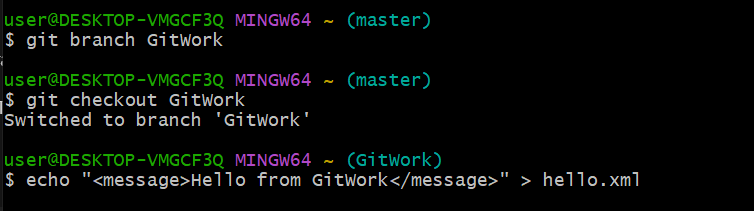 user@DESKTOP-VMGCF3Q MINGW64 ~ (master)
$ git branch GitWork
user@DESKTOP-VMGCF3Q MINGW64 ~ (master)
$ git checkout GitWork
Switched to branch 'GitWork'
user@DESKTOP-VMGCF3Q MINGW64 ~ (GitWork)
$ echo "<message>Hello from GitWork</message>" > hello.xml